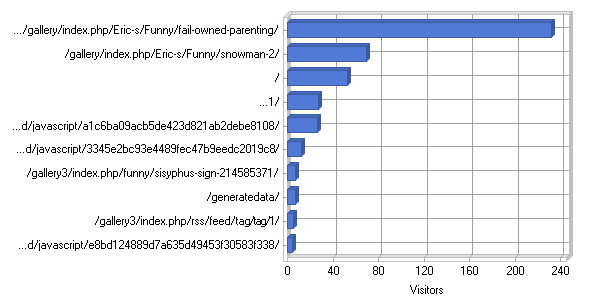 .../gallery/index.php/Eric-s/Funny/fail-owned-parenting/
/gallery/index.php/Eric-s/Funny/snowman-2/
/
...1/
...d/javascript/a1c6ba09acb5de423d821ab2debe8108/
...d/javascript/3345e2bc93e4489fec47b9eedc2019c8/
/gallery3/index.php/funny/sisyphus-sign-214585371/
/generatedata/
/gallery3/index.php/rss/feed/tag/tag/1/
...d/javascript/e8bd124889d7a635d49453f30583f338/
0 40 80 120 160 200 240
Visitors